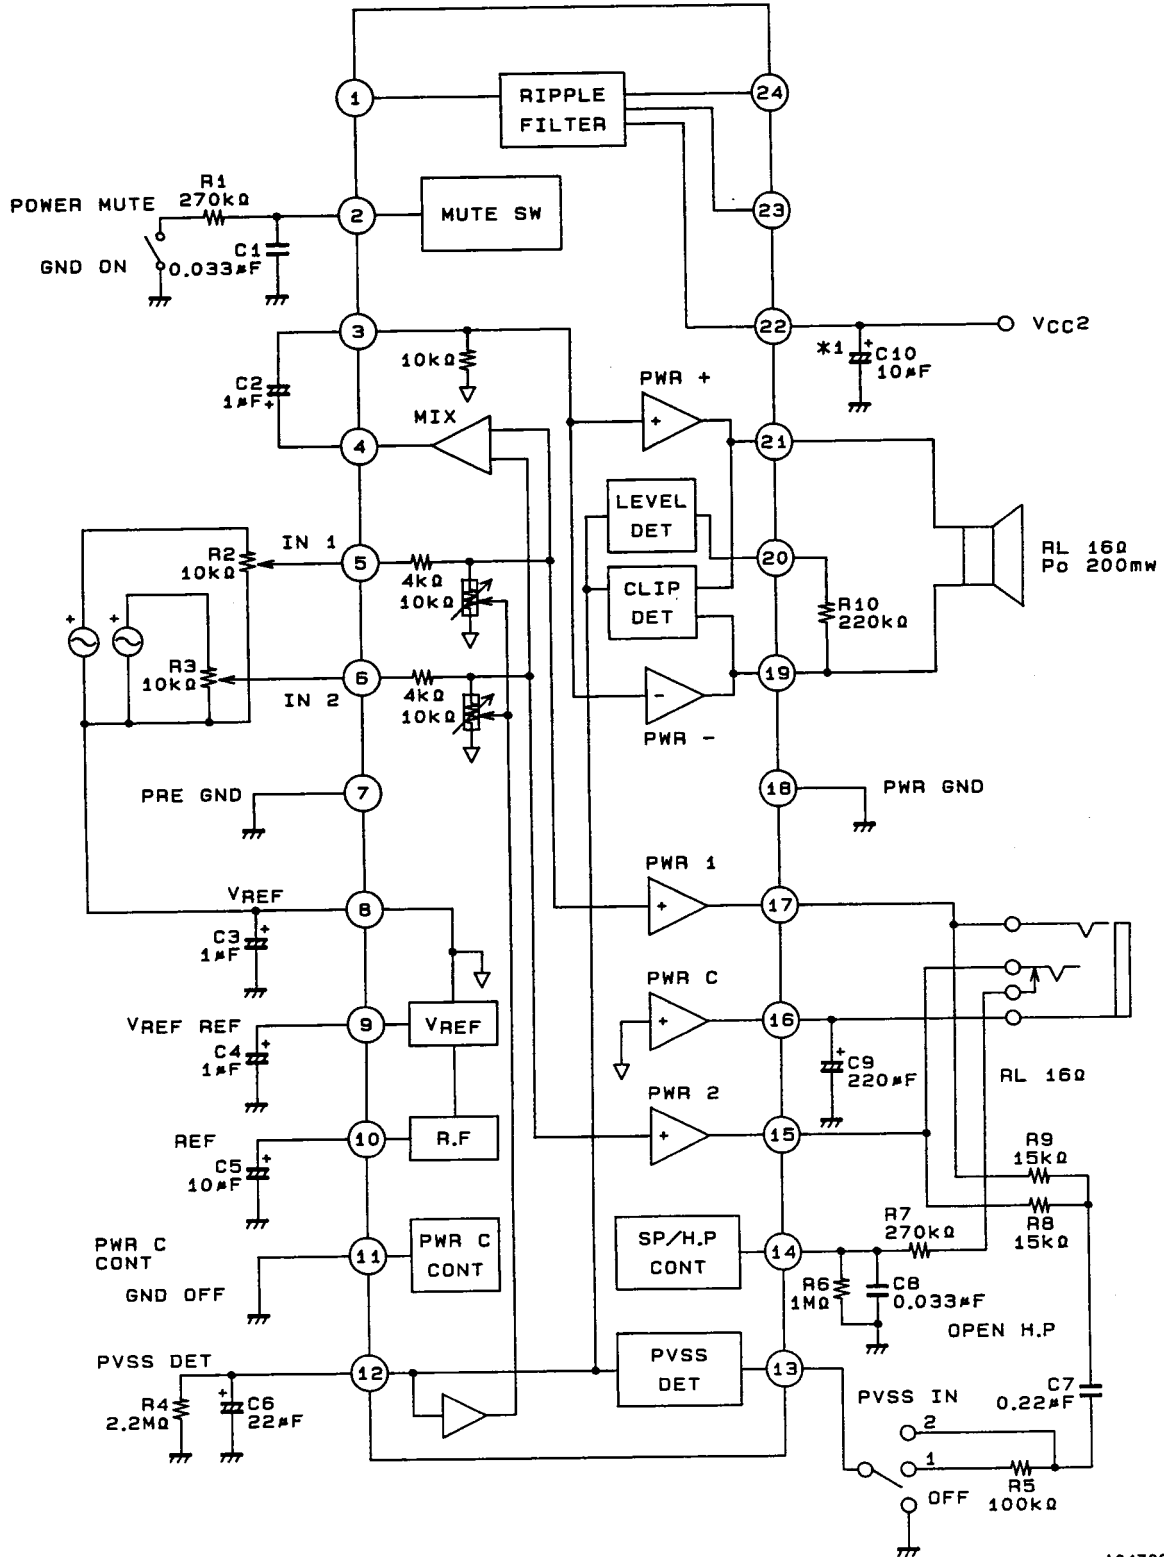 1
RIPPLE
FILTER
24
23
POWER MUTE
R1
270kΩ
2
MUTE SW
GND ON
C1
0.033µF
3
10kΩ
22
VCC2
*1
+
C10
10µF
C2
1µF
+
MIX
4
PWR +
+
21
LEVEL
DET
20
RL 16Ω
Po 200mw
IN 1
5
R2
10kΩ
4kΩ
10kΩ
CLIP
DET
R10
220kΩ
+
+
R3
10kΩ
6
IN 2
4kΩ
10kΩ
19
-
PWR -
PRE GND
7
18
PWR GND
PWR 1
+
17
VREF
8
C3
+
1µF
PWR C
+
16
VREF REF
9
VREF
C4
+
1µF
C9
+
220µF
RL 16Ω
PWR 2
+
15
REF
10
R.F
C5
+
10µF
R9
15kΩ
R8
15kΩ
R7
270kΩ
PWR C
CONT
11
PWR C
CONT
GND OFF
SP/H.P
CONT
14
R6
1MΩ
C8
0.033µF
OPEN H.P
PVSS DET
12
PVSS
DET
13
R4
2.2MΩ
+
C6
22µF
C7
0.22µF
PVSS IN
2
1
OFF
R5
100kΩ